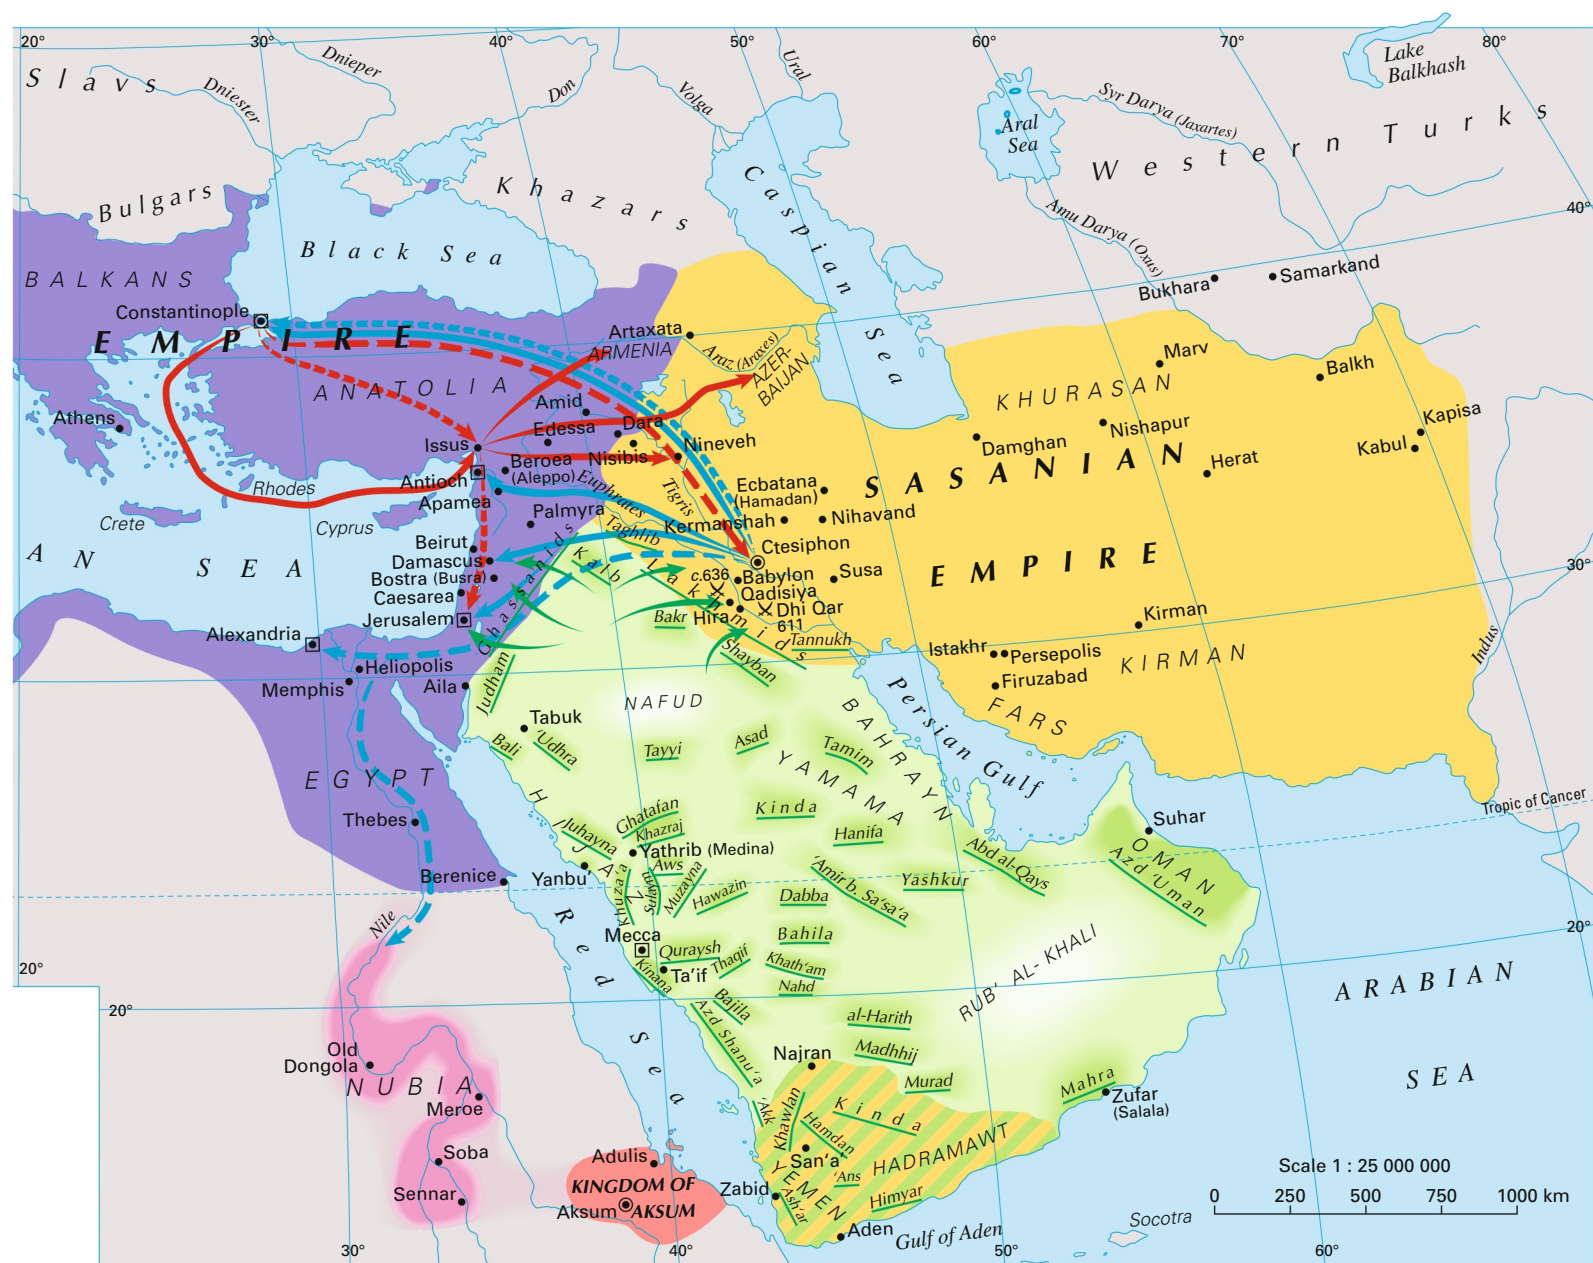 20°
30°
40°
50°
60°
70°
80°
Slavs
Dniester
Dnieper
Don
Volga
Ural
Aral
Sea
Syr Darya (Jaxartes)
Lake
Balkhash
Western Turks
Bulgars
Khazars
Caspian Sea
Amu Darya (Oxus)
40°
Black Sea
BALKANS
Constantinople
EMPIRE
Bukhara
Samarkand
Artaxata
ARMENIA
Araz (Araxes)
AZER-
BAIJAN
Marv
Balkh
KHURASAN
ANATOLIA
Athens
Amid
Edessa
Dara
Issus
Nisibis
Nineveh
Beroea
(Aleppo)
Antioch
Apamea
Euphrates
Tigris
Damghan
Nishapur
Herat
Kapisa
Kabul
SASANIAN
Ecbatana
(Hamadan)
Kermanshah
Nihavand
Rhodes
Crete
Cyprus
Palmyra
Taghlib
Ctesiphon
AN SEA
Beirut
Damascus
Bostra (Busra)
Caesarea
Jerusalem
Ghassanids
Kalb
Lakhmids
c.636
Babylon
Qadisiya
Susa
Hira
Dhi Qar
611
EMPIRE
30°
Bakr
Tannukh
Shayban
Kirman
KIRMAN
Istakhr
Persepolis
Firuzabad
FARS
Indus
Alexandria
Heliopolis
Memphis
Aila
Judham
NAFUD
Persian Gulf
BAHRAYN
Tabuk
Bali
‘Udhra
Tayyi
Asad
Tamim
YAMAMA
EGYPT
HIJAZ
Kinda
Tropic of Cancer
Thebes
Juhayna
Ghatafan
Khazraj
Hanifa
Suhar
OMAN
Azd ‘Uman
Yathrib (Medina)
Yanbu‘
Aws
Khuza‘a
Sulaym
Muzayna
Hawazin
Dabba
‘Amir b. Sa‘sa‘a
Yashkur
Abd al-Qays
Berenice
Nile
Red Sea
Mecca
Quraysh
Ta‘if
Thaqif
Kinana
Bahila
Khath‘am
Nahd
20°
RUB‘ AL-KHALI
ARABIAN
SEA
20°
20°
Bajila
Azd Shanu‘a
al-Harith
Madhhij
Najran
Murad
Mahra
Zufar
(Salala)
Old
Dongola
NUBIA
Meroe
‘Akk
Khawlan
Kinda
Hamdan
San‘a‘
HADRAMAWT
Soba
Sennar
Adulis
KINGDOM OF
AKSUM
Aksum
Zabid
YEMEN
‘Ans
Ash‘ar
Himyar
Aden
Gulf of Aden
Socotra
Scale 1 : 25 000 000
0
250
500
750
1000 km
30°
40°
50°
60°